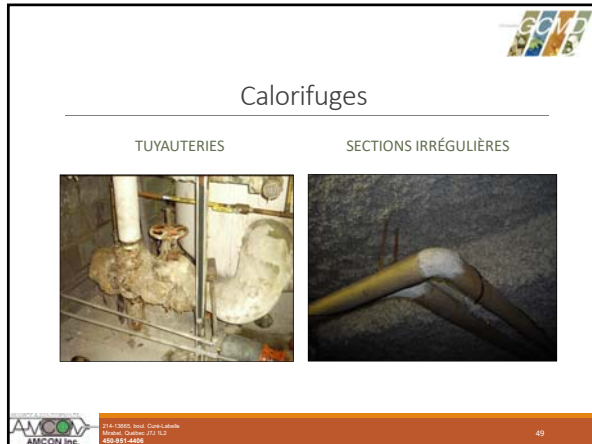 GCMD
Calorifuges
TUYAUTERIES
SECTIONS IRRÉGULIÈRES
AMCON
AMCON Inc.
214-13665, boul. Curé-Labelle
Mirabel, Québec J7J 1L2
450-951-4406
49